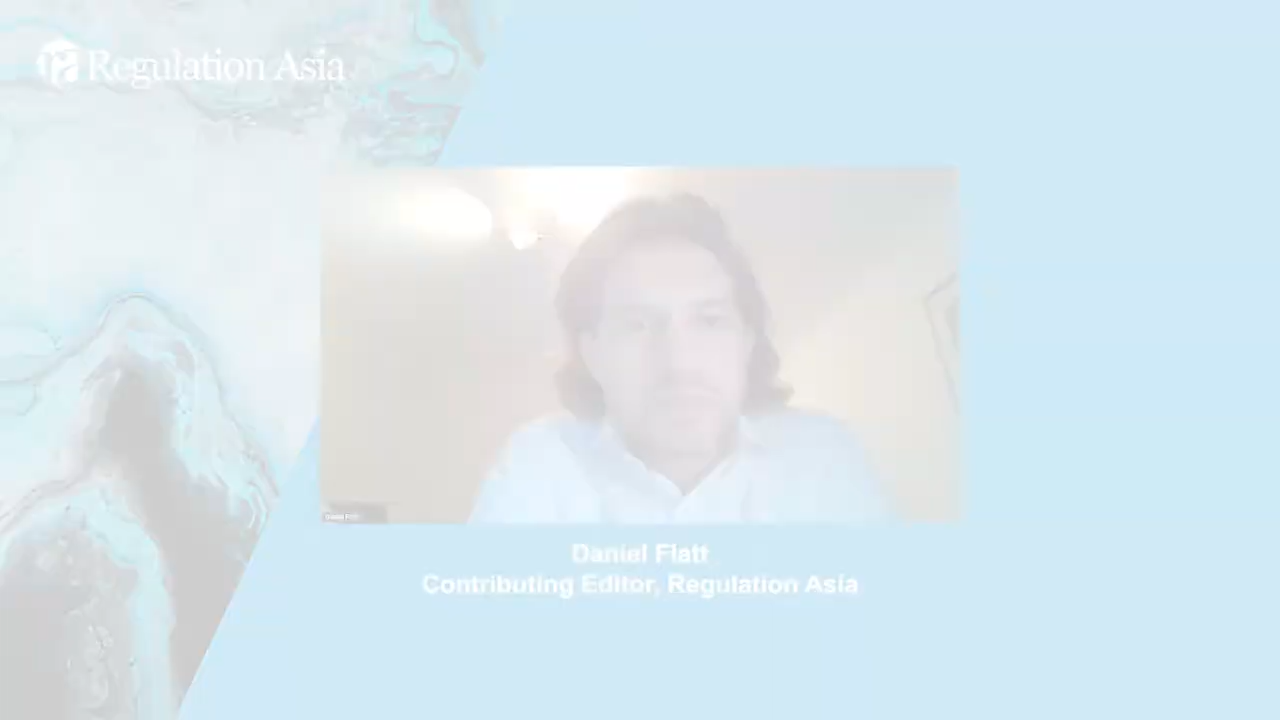 Regulation Asia
Daniel Flatt
Contributing Editor, Regulation Asia